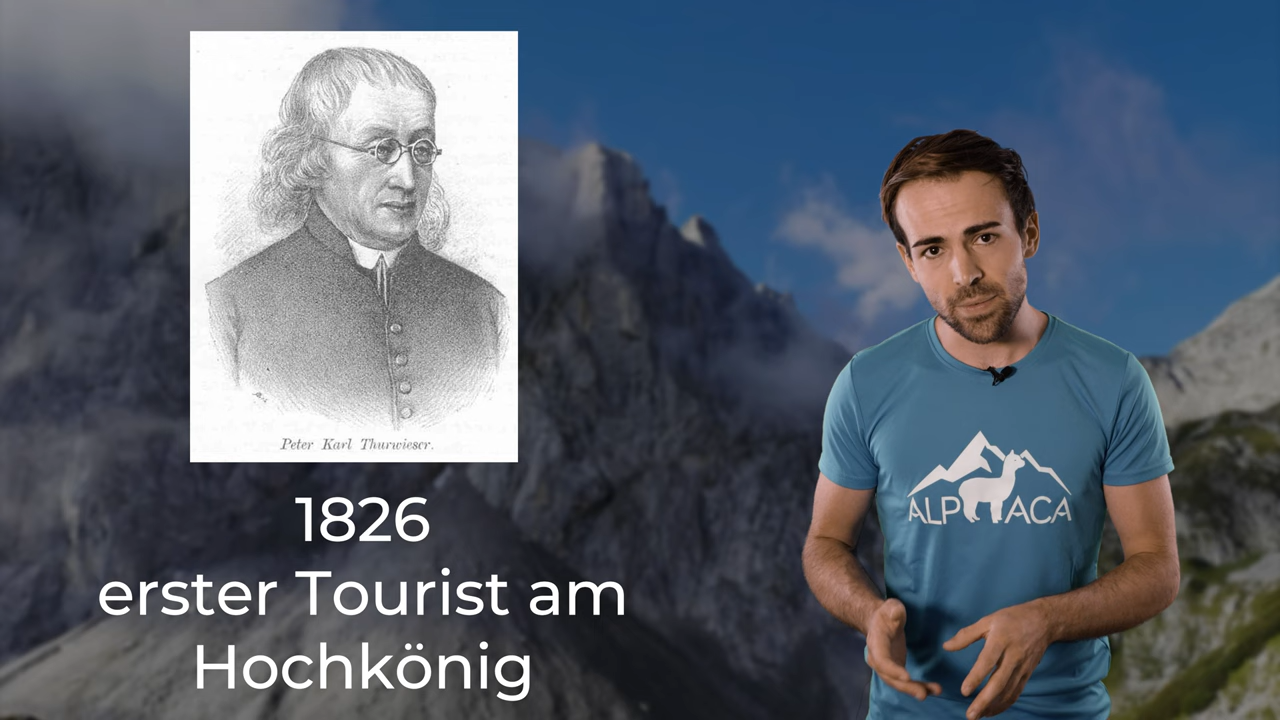 Peter Karl Thurwieser.
1826
erster Tourist am
Hochkönig
ALPACA